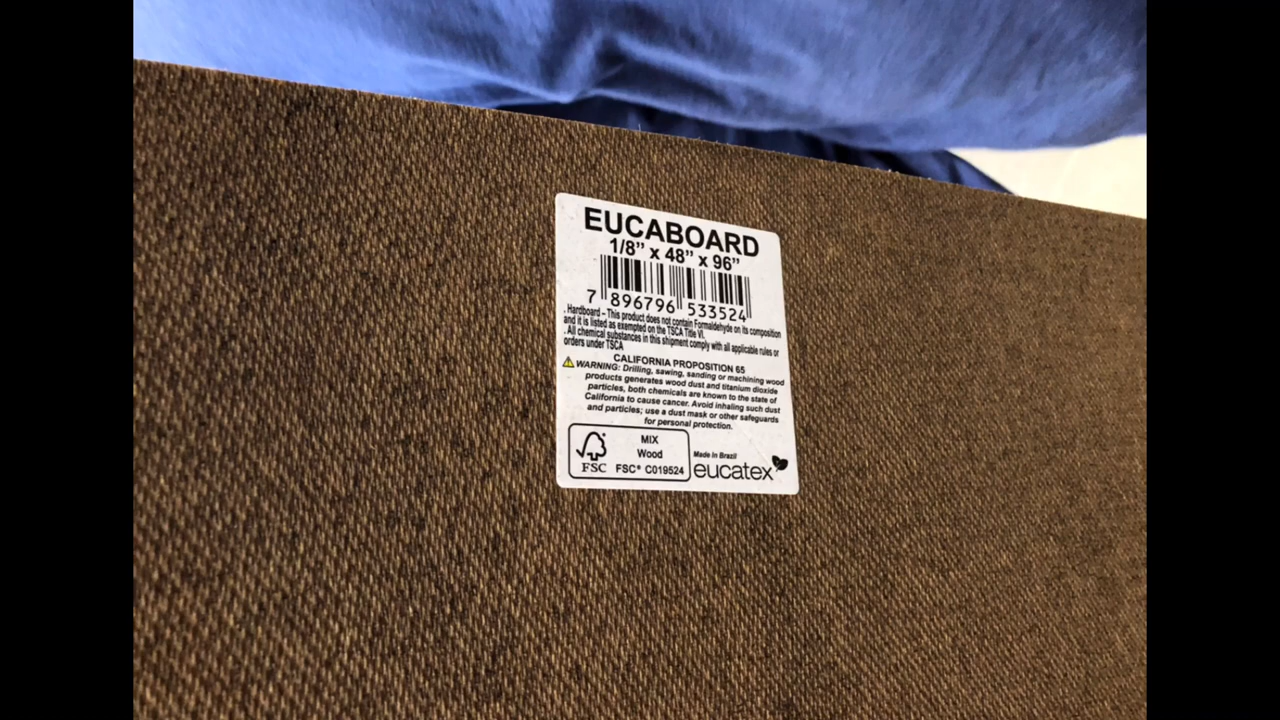 EUCABOARD
1/8” x 48” x 96”
7 896796 533524
. Hardboard – This product does not contain Formaldehyde on its composition
and it is listed as exempted on the TSCA Title VI.
. All chemical substances in this shipment comply with all applicable rules or
orders under TSCA
CALIFORNIA PROPOSITION 65
WARNING: Drilling, sawing, sanding or machining wood
products generates wood dust and titanium dioxide
particles, both chemicals are known to the state of
California to cause cancer. Avoid inhaling such dust
and particles; use a dust mask or other safeguards
for personal protection.
FSC
MIX
Wood
FSC® C019524
Made in Brazil
eucatex